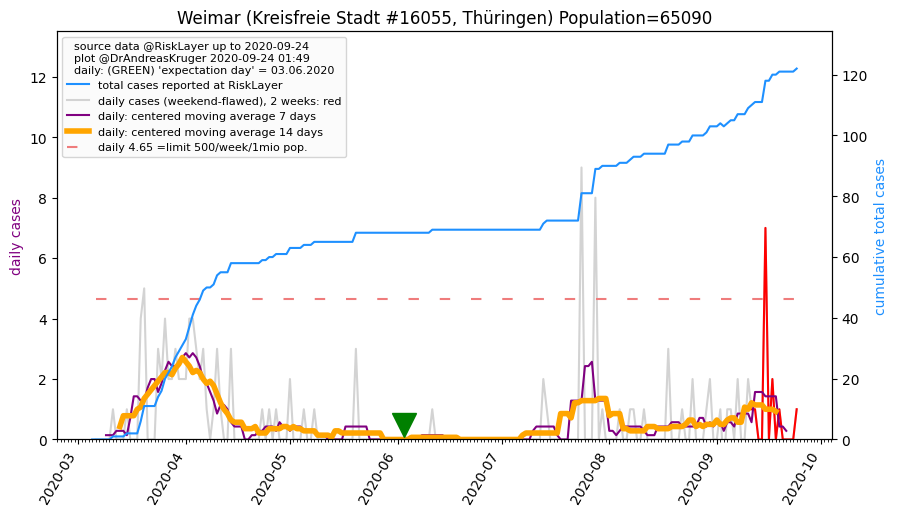 Weimar (Kreisfreie Stadt #16055, Thüringen) Population=65090
source data @RiskLayer up to 2020-09-24
plot @DrAndreasKruger 2020-09-24 01:49
daily: (GREEN) 'expectation day' = 03.06.2020
total cases reported at RiskLayer
daily cases (weekend-flawed), 2 weeks: red
daily: centered moving average 7 days
daily: centered moving average 14 days
daily 4.65 =limit 500/week/1mio pop.
daily cases
12
10
8
6
4
2
0
cumulative total cases
120
100
80
60
40
20
0
2020-03
2020-04
2020-05
2020-06
2020-07
2020-08
2020-09
2020-10